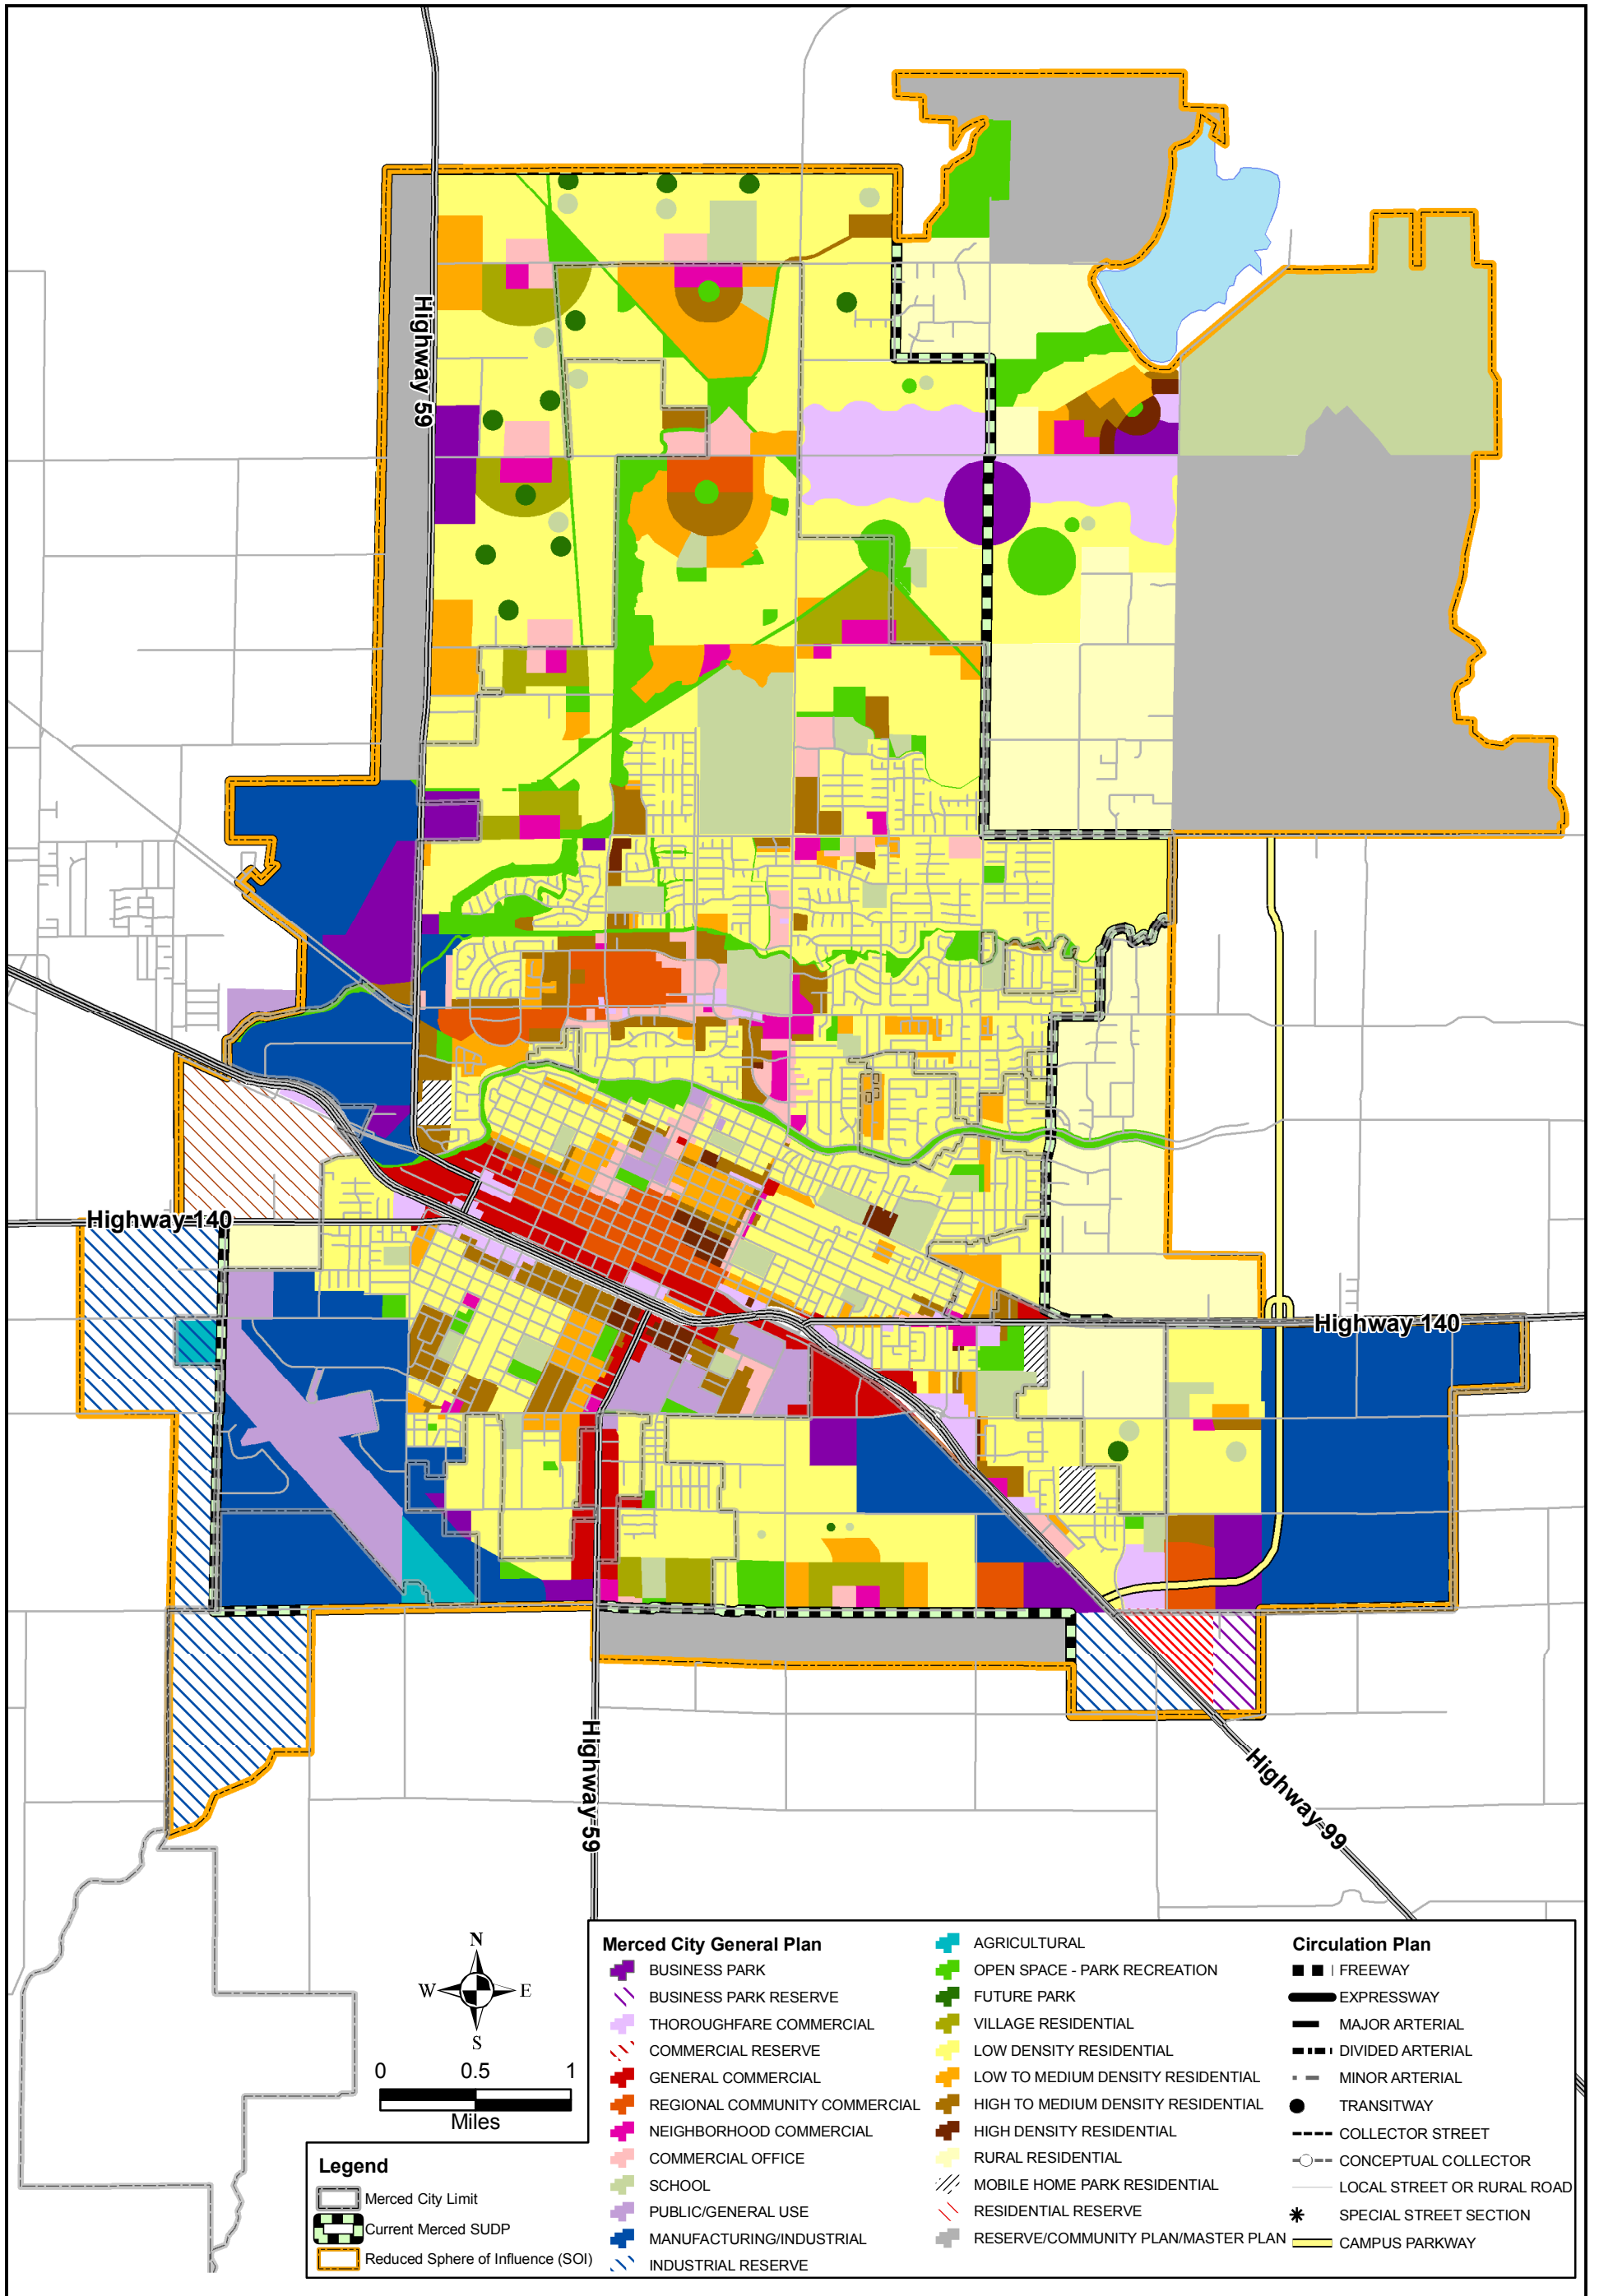 Highway 59
Highway 140
Highway 140
Highway 59
Highway 99
N
W E
S
0 0.5 1
Miles
Legend
Merced City Limit
Current Merced SUDP
Reduced Sphere of Influence (SOI)
Merced City General Plan
BUSINESS PARK
BUSINESS PARK RESERVE
THOROUGHFARE COMMERCIAL
COMMERCIAL RESERVE
GENERAL COMMERCIAL
REGIONAL COMMUNITY COMMERCIAL
NEIGHBORHOOD COMMERCIAL
COMMERCIAL OFFICE
SCHOOL
PUBLIC/GENERAL USE
MANUFACTURING/INDUSTRIAL
INDUSTRIAL RESERVE
AGRICULTURAL
OPEN SPACE - PARK RECREATION
FUTURE PARK
VILLAGE RESIDENTIAL
LOW DENSITY RESIDENTIAL
LOW TO MEDIUM DENSITY RESIDENTIAL
HIGH TO MEDIUM DENSITY RESIDENTIAL
HIGH DENSITY RESIDENTIAL
RURAL RESIDENTIAL
MOBILE HOME PARK RESIDENTIAL
RESIDENTIAL RESERVE
RESERVE/COMMUNITY PLAN/MASTER PLAN
Circulation Plan
FREEWAY
EXPRESSWAY
MAJOR ARTERIAL
DIVIDED ARTERIAL
MINOR ARTERIAL
TRANSITWAY
COLLECTOR STREET
CONCEPTUAL COLLECTOR
LOCAL STREET OR RURAL ROAD
SPECIAL STREET SECTION
CAMPUS PARKWAY